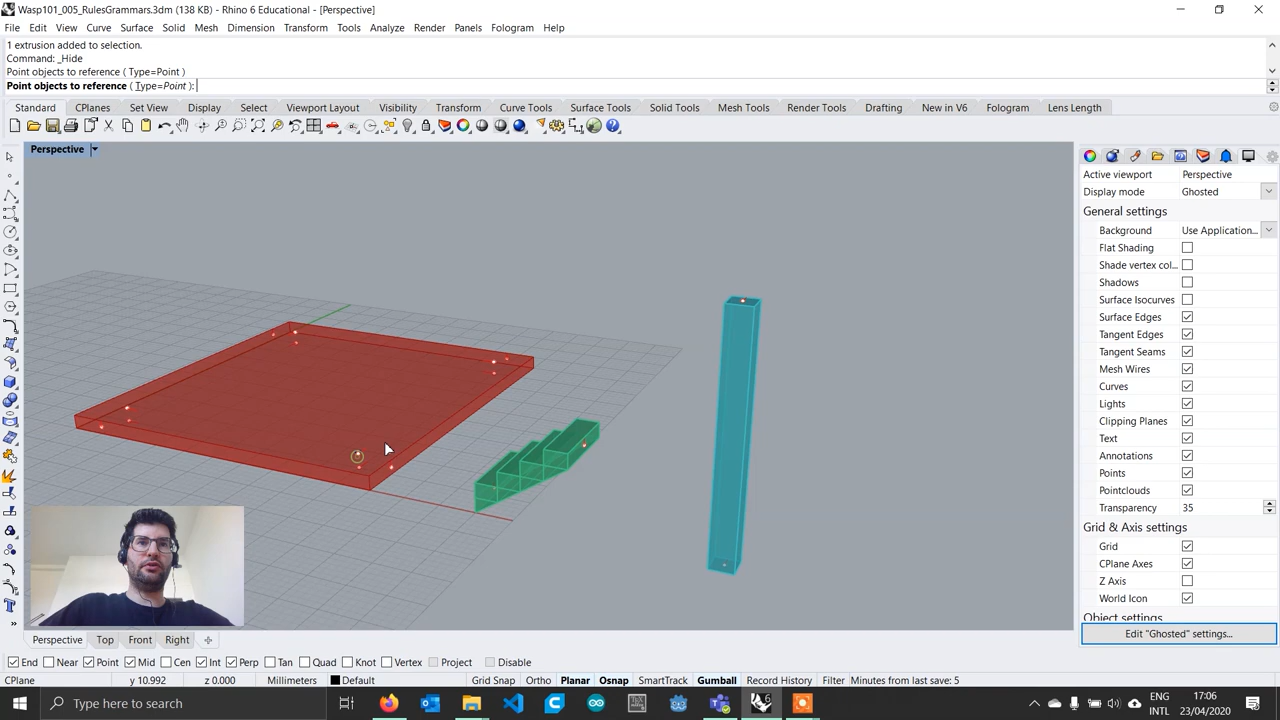 Wasp101_005_RulesGrammars.3dm (138 KB) - Rhino 6 Educational - [Perspective]
File Edit View Curve Surface Solid Mesh Dimension Transform Tools Analyze Render Panels Fologram Help
1 extrusion added to selection.
Command: _Hide
Point objects to reference ( Type=Point )
Point objects to reference ( Type=Point ):
Standard CPlanes Set View Display Select Viewport Layout Visibility Transform Curve Tools Surface Tools Solid Tools Mesh Tools Render Tools Drafting New in V6 Fologram Lens Length
Perspective
Active viewport Perspective
Display mode Ghosted
General settings
Background Use Application...
Flat Shading
Shade vertex col...
Shadows
Surface Isocurves
Surface Edges
Tangent Edges
Tangent Seams
Mesh Wires
Curves
Lights
Clipping Planes
Text
Annotations
Points
Pointclouds
Transparency 35
Grid & Axis settings
Grid
CPlane Axes
Z Axis
World Icon
Object settings
Edit "Ghosted" settings...
Perspective Top Front Right
End Near Point Mid Cen Int Perp Tan Quad Knot Vertex Project Disable
CPlane y 10.992 z 0.000 Millimeters Default Grid Snap Ortho Planar Osnap SmartTrack Gumball Record History Filter Minutes from last save: 5
Type here to search
ENG 17:06
INTL 23/04/2020